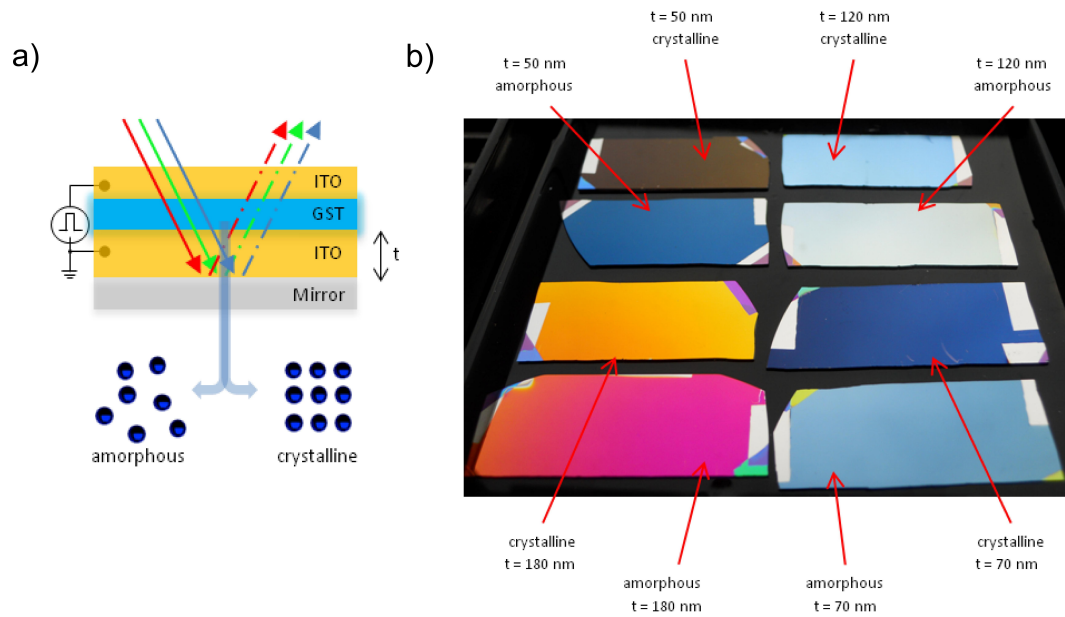 a)
ITO
GST
ITO
t
Mirror
amorphous
crystalline
b)
t = 50 nm
crystalline
t = 120 nm
crystalline
t = 50 nm
amorphous
t = 120 nm
amorphous
crystalline
t = 180 nm
amorphous
t = 180 nm
amorphous
t = 70 nm
crystalline
t = 70 nm